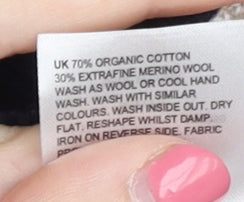 UK 70% ORGANIC COTTON
30% EXTRAFINE MERINO WOOL
WASH AS WOOL OR COOL HAND
WASH. WASH WITH SIMILAR
COLOURS. WASH INSIDE OUT. DRY
FLAT. RESHAPE WHILST DAMP.
IRON ON REVERSE SIDE. FABRIC